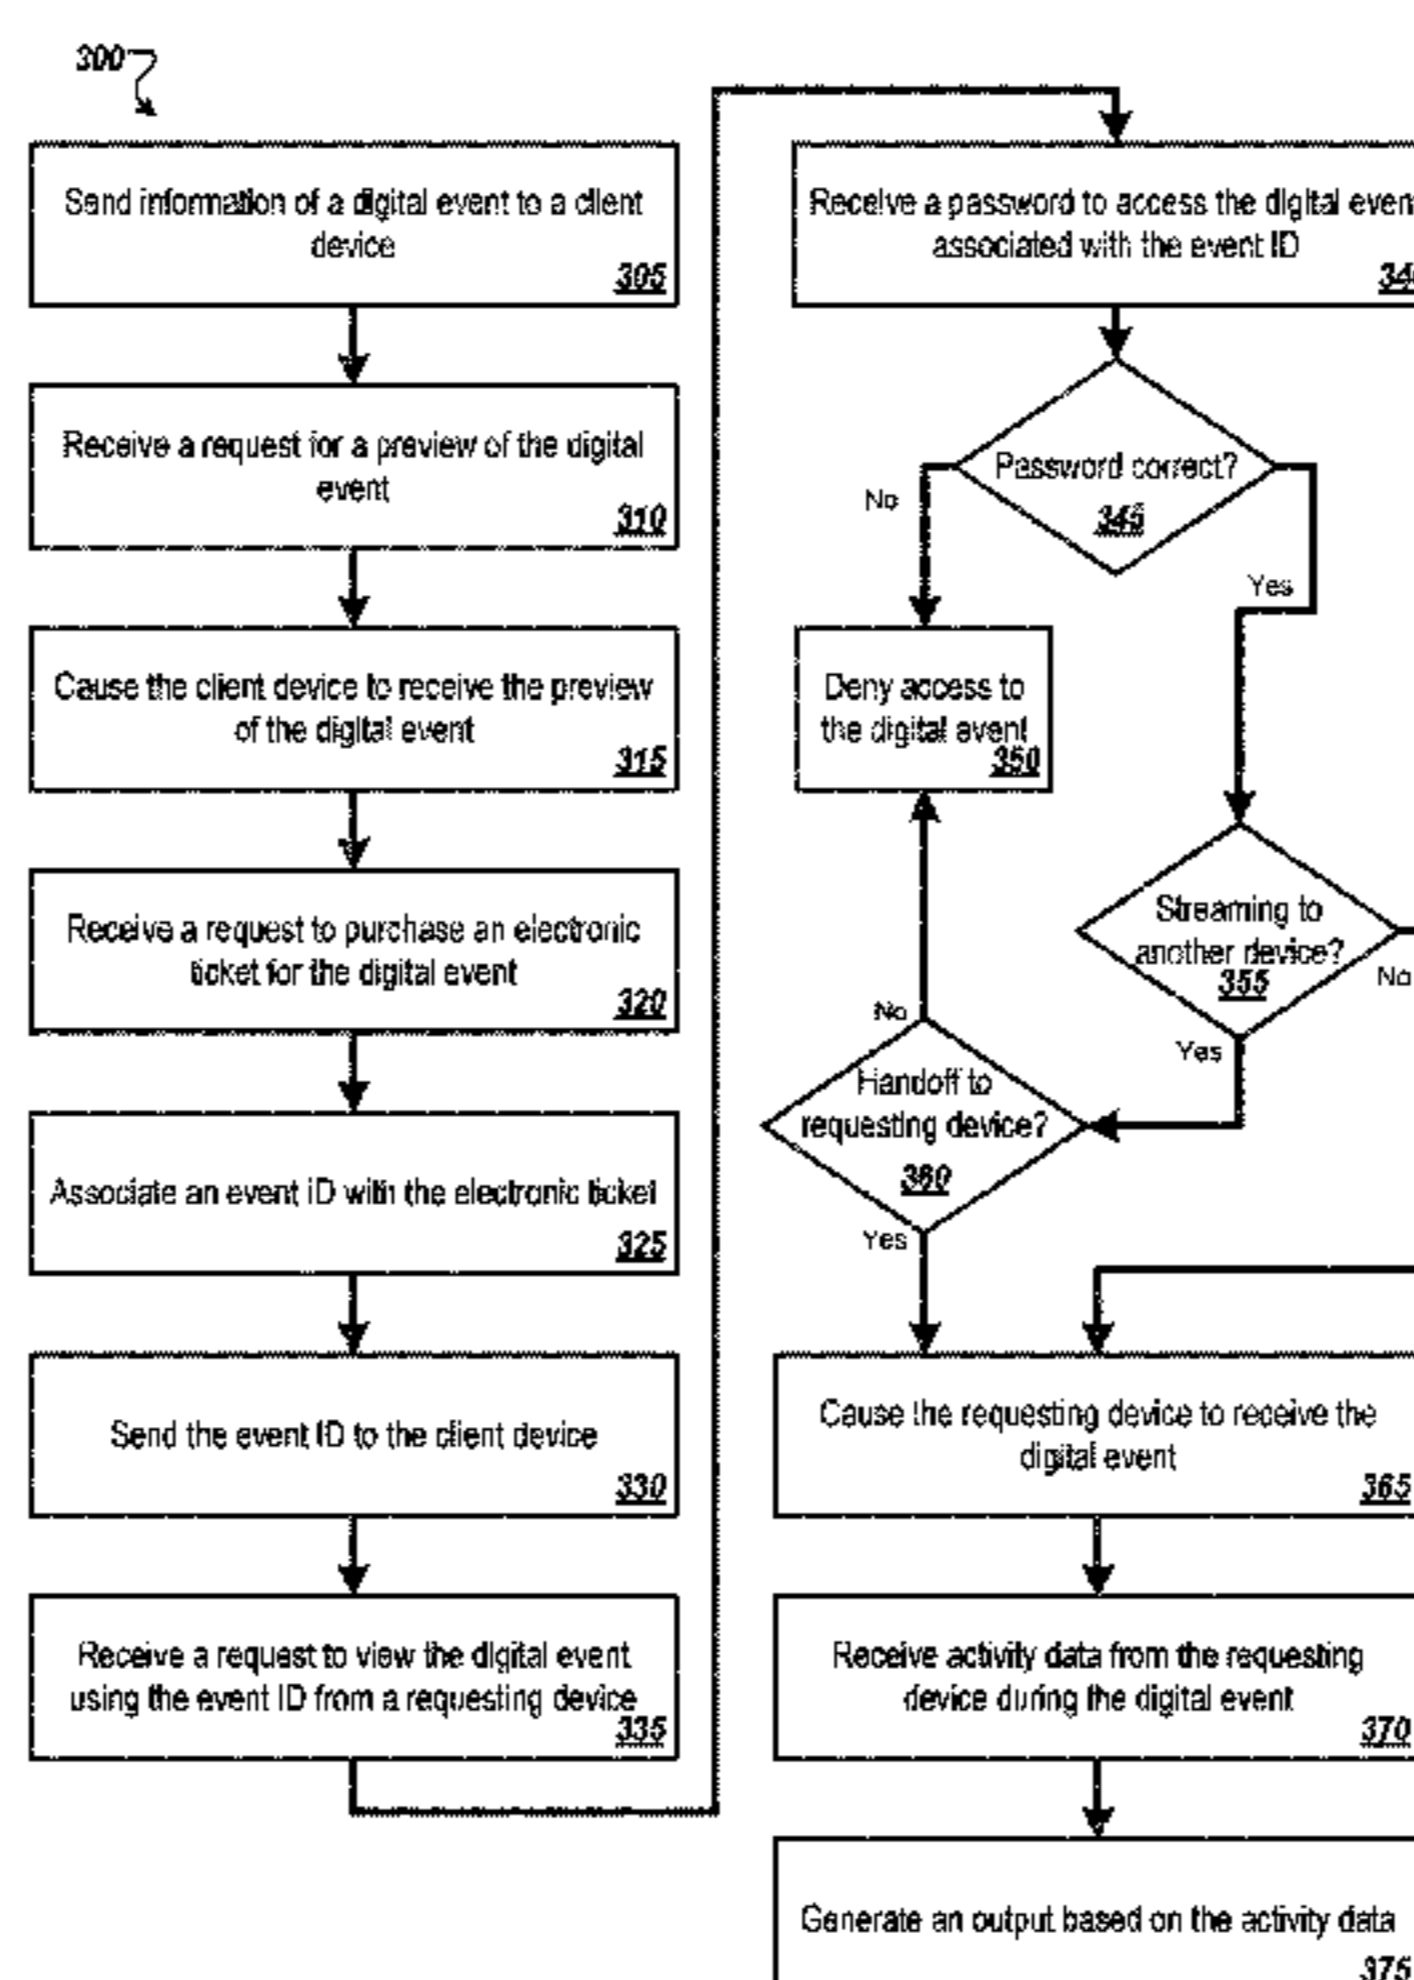 300
Send information of a digital event to a client
device
305
Receive a request for a preview of the digital
event
310
Cause the client device to receive the preview
of the digital event
315
Receive a request to purchase an electronic
ticket for the digital event
320
Associate an event ID with the electronic ticket
325
Send the event ID to the client device
330
Receive a request to view the digital event
using the event ID from a requesting device
335
Receive a password to access the digital even
associated with the event ID
34
Password correct?
345
No
Yes
Deny access to
the digital event
350
Streaming to
another device?
355
No
Yes
No
Handoff to
requesting device?
360
Yes
Cause the requesting device to receive the
digital event
365
Receive activity data from the requesting
device during the digital event
370
Generate an output based on the activity data
375